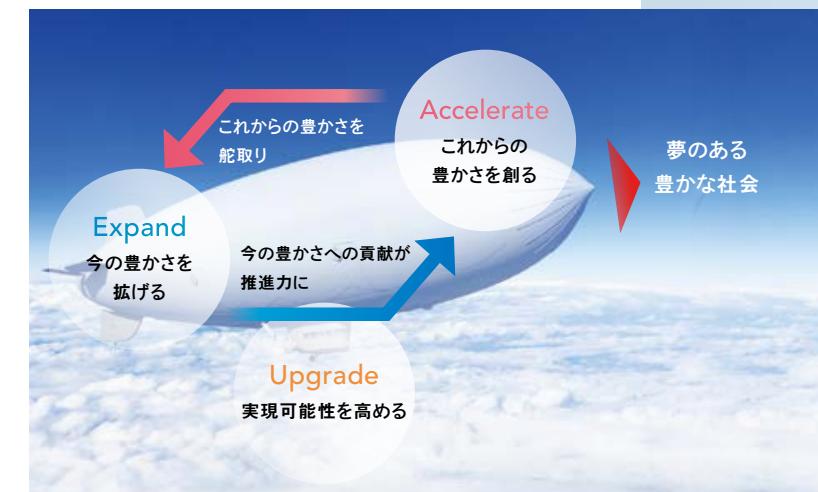 Accelerate
これからの
豊かさを創る
これからの豊かさを
舵取り
夢のある
豊かな社会
Expand
今の豊かさを
拡げる
今の豊かさへの貢献が
推進力に
Upgrade
実現可能性を高める